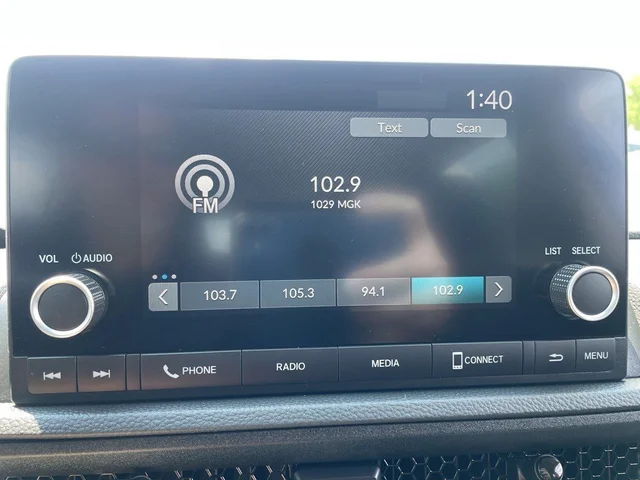 1:40
Text Scan
102.9
FM
1029 MGK
VOL AUDIO LIST SELECT
103.7 105.3 94.1 102.9
PHONE RADIO MEDIA CONNECT MENU